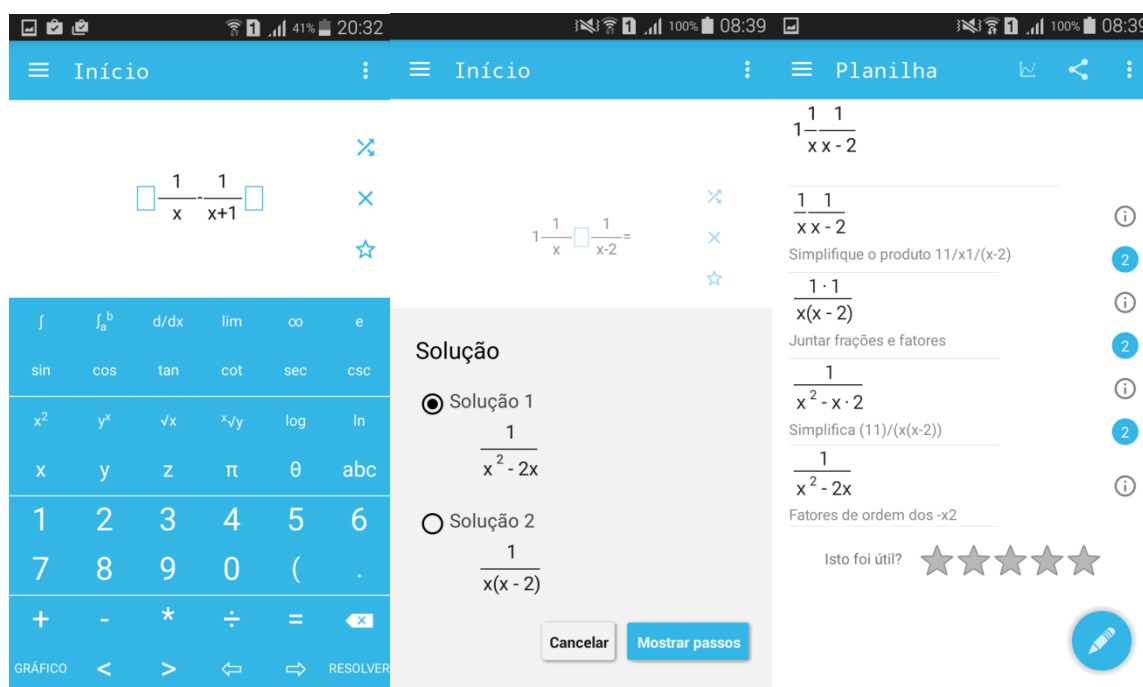 41% 20:32
Início
1 1
- 
x x+1
∫ ∫ₐᵇ d/dx lim ∞ e
sin cos tan cot sec csc
x² yˣ √x ˣ√y log ln
x y z π θ abc
1 2 3 4 5 6
7 8 9 0 ( .
+ - * ÷ = x
GRÁFICO < > ⇦ ⇨ RESOLVER
1 100% 08:39
Início
1 1
1 =
x x-2
Solução
Solução 1
1
x² - 2x
Solução 2
1
x(x - 2)
Cancelar Mostrar passos
1 100% 08:39
Planilha
1 1
1
x x - 2
1 1
x x - 2
Simplifique o produto 11/x1/(x-2) 2
1 · 1
x(x - 2)
Juntar frações e fatores 2
1
x² - x · 2
Simplifica (11)/(x(x-2)) 2
1
x² - 2x
Fatores de ordem dos -x2
Isto foi útil?